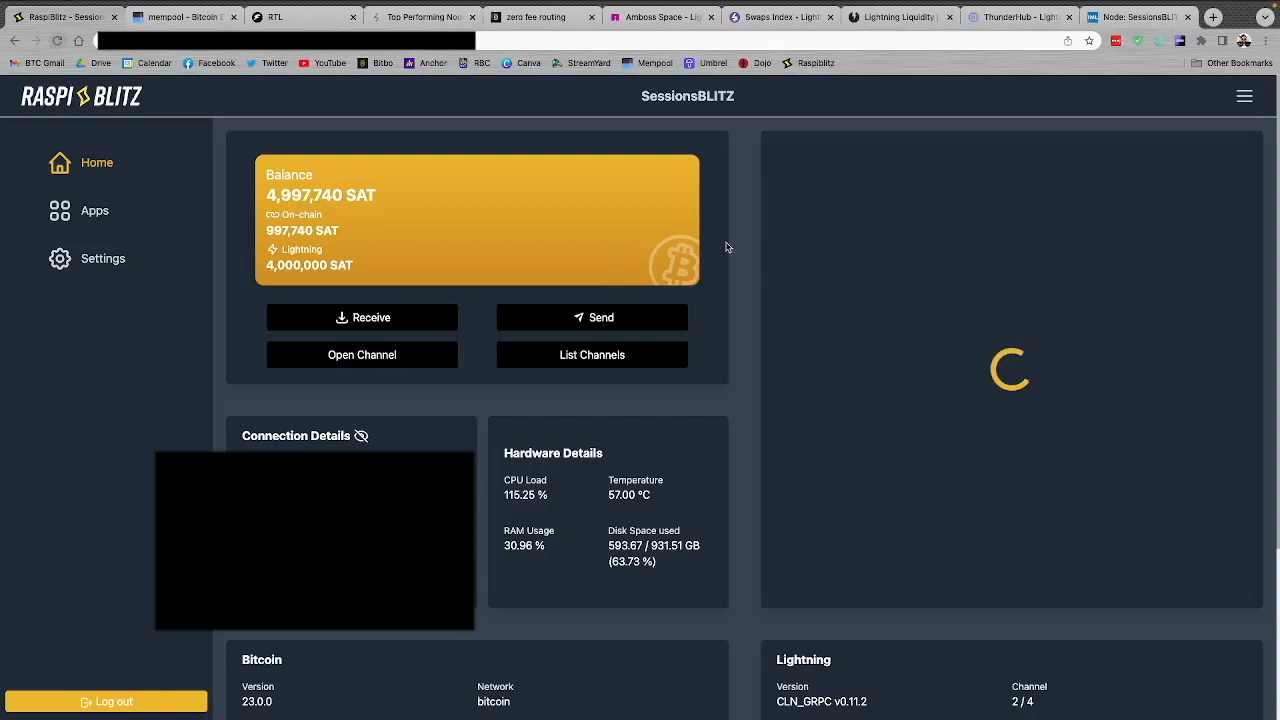 RaspiBlitz - Session
mempool - Bitcoin E
RTL
Top Performing Nod
zero fee routing
Amboss Space - Lig
Swaps Index - Lightn
Lightning Liquidity
ThunderHub - Lightn
Node: SessionsBLIT
BTC Gmail
Drive
Calendar
Facebook
Twitter
YouTube
Bitbo
Anchor
RBC
Canva
StreamYard
Mempool
Umbrel
Dojo
Raspiblitz
Other Bookmarks
RASPI BLITZ
SessionsBLITZ
Home
Apps
Settings
Log out
Balance
4,997,740 SAT
On-chain
997,740 SAT
Lightning
4,000,000 SAT
Receive
Send
Open Channel
List Channels
Connection Details
Hardware Details
CPU Load
Temperature
115.25 %
57.00 °C
RAM Usage
Disk Space used
30.96 %
593.67 / 931.51 GB
(63.73 %)
Bitcoin
Version
Network
23.0.0
bitcoin
Lightning
Version
Channel
CLN_GRPC v0.11.2
2 / 4